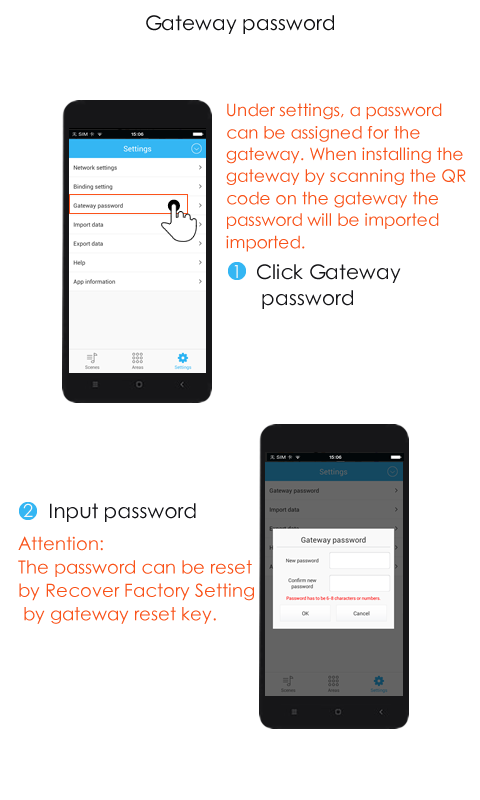 Gateway password
Under settings, a password
can be assigned for the
gateway. When installing the
gateway by scanning the QR
code on the gateway the
password will be imported
imported.
1 Click Gateway
password
15:06
Settings
Network settings
Binding setting
Gateway password
Import data
Export data
Help
App information
Scenes
Areas
Settings
2 Input password
Attention:
The password can be reset
by Recover Factory Setting
by gateway reset key.
15:06
Settings
Gateway password
Import data
Gateway password
New password
Confirm new
password
Password has to be 6-8 characters or numbers.
OK
Cancel
Scenes
Areas
Settings